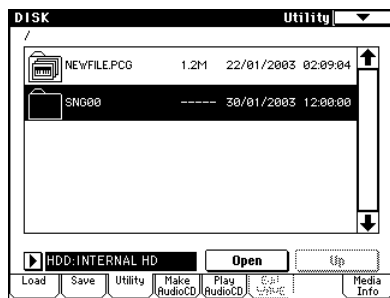 DISK Utility
/
NEWFILE.PCG 1.2M 22/01/2003 02:09:04
SNG00 ----- 30/01/2003 12:00:00
HDD:INTERNAL HD Open Up
Load Save Utility Make AudioCD Play AudioCD Media Info